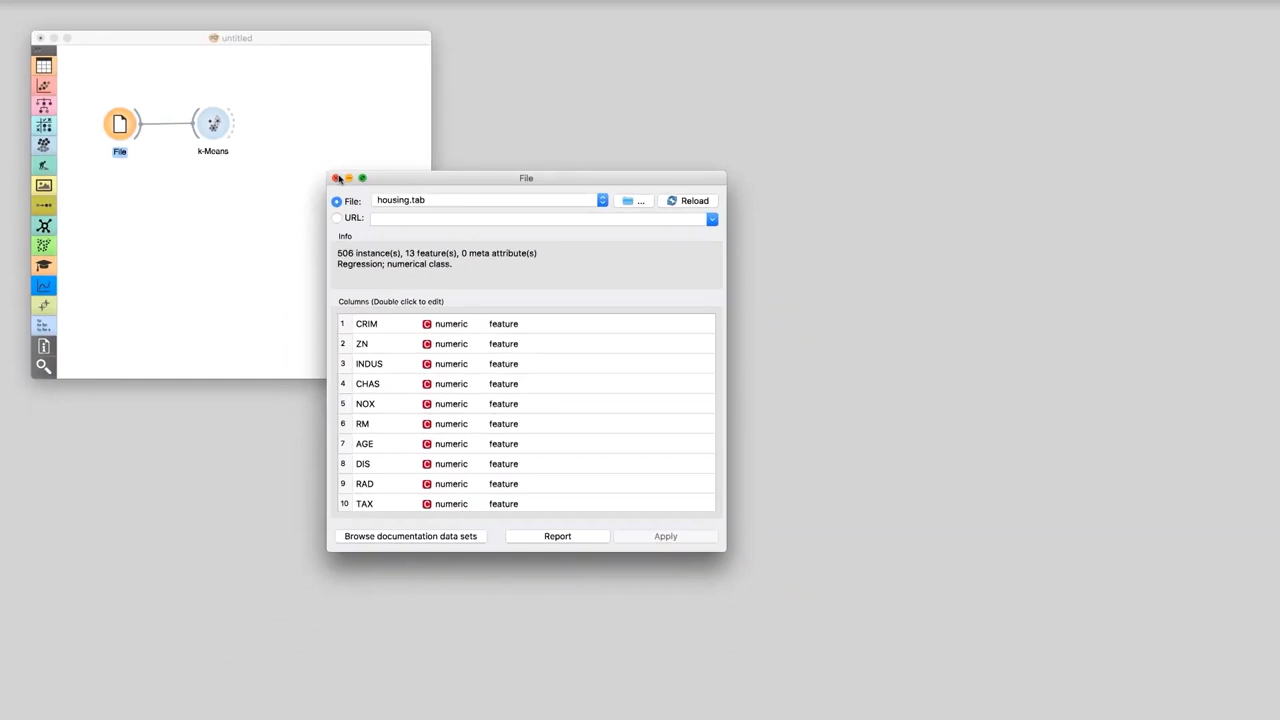 untitled
File
k-Means
File
File:
housing.tab
...
Reload
URL:
Info
506 instance(s), 13 feature(s), 0 meta attribute(s)
Regression; numerical class.
Columns (Double click to edit)
1 CRIM C numeric feature
2 ZN C numeric feature
3 INDUS C numeric feature
4 CHAS C numeric feature
5 NOX C numeric feature
6 RM C numeric feature
7 AGE C numeric feature
8 DIS C numeric feature
9 RAD C numeric feature
10 TAX C numeric feature
Browse documentation data sets
Report
Apply